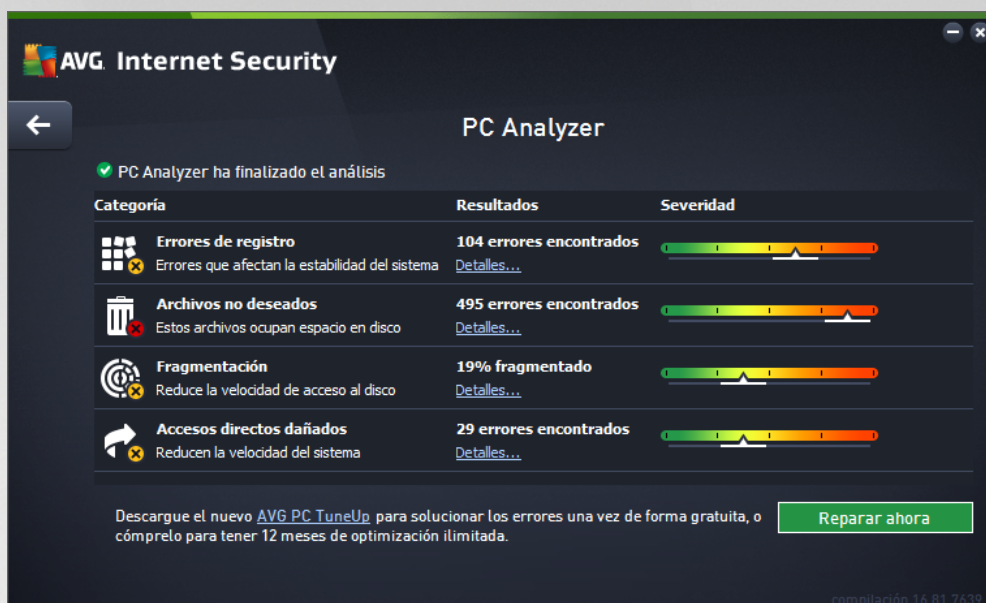 AVG Internet Security
PC Analyzer
PC Analyzer ha finalizado el análisis
Categoría Resultados Severidad
Errores de registro 104 errores encontrados
Errores que afectan la estabilidad del sistema Detalles...
Archivos no deseados 495 errores encontrados
Estos archivos ocupan espacio en disco Detalles...
Fragmentación 19% fragmentado
Reduce la velocidad de acceso al disco Detalles...
Accesos directos dañados 29 errores encontrados
Reducen la velocidad del sistema Detalles...
Descargue el nuevo AVG PC TuneUp para solucionar los errores una vez de forma gratuita, o
cómprelo para tener 12 meses de optimización ilimitada.
Reparar ahora
compilación 16.81.7639